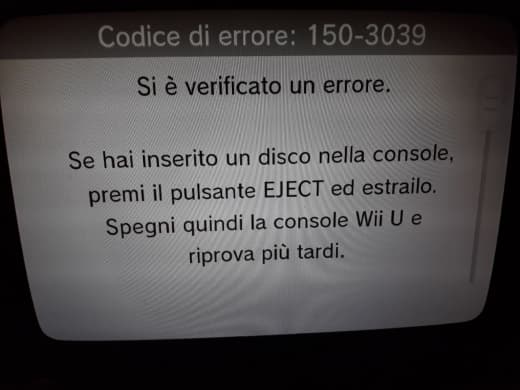 Codice di errore: 150-3039
Si è verificato un errore.
Se hai inserito un disco nella console,
premi il pulsante EJECT ed estrailo.
Spegni quindi la console Wii U e
riprova più tardi.